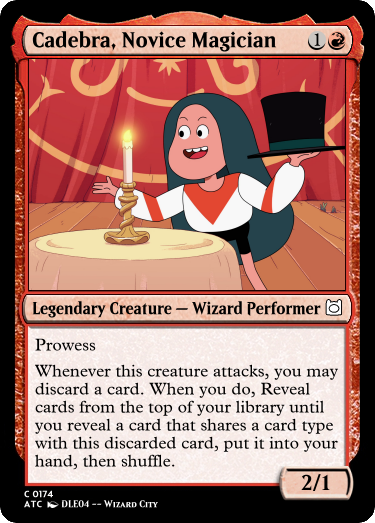 Cadebra, Novice Magician 1
Legendary Creature — Wizard Performer
Prowess
Whenever this creature attacks, you may
discard a card. When you do, Reveal
cards from the top of your library until
you reveal a card that shares a card type
with this discarded card, put it into your
hand, then shuffle.
2/1
C 0174
ATC DLE04 -- Wizard City